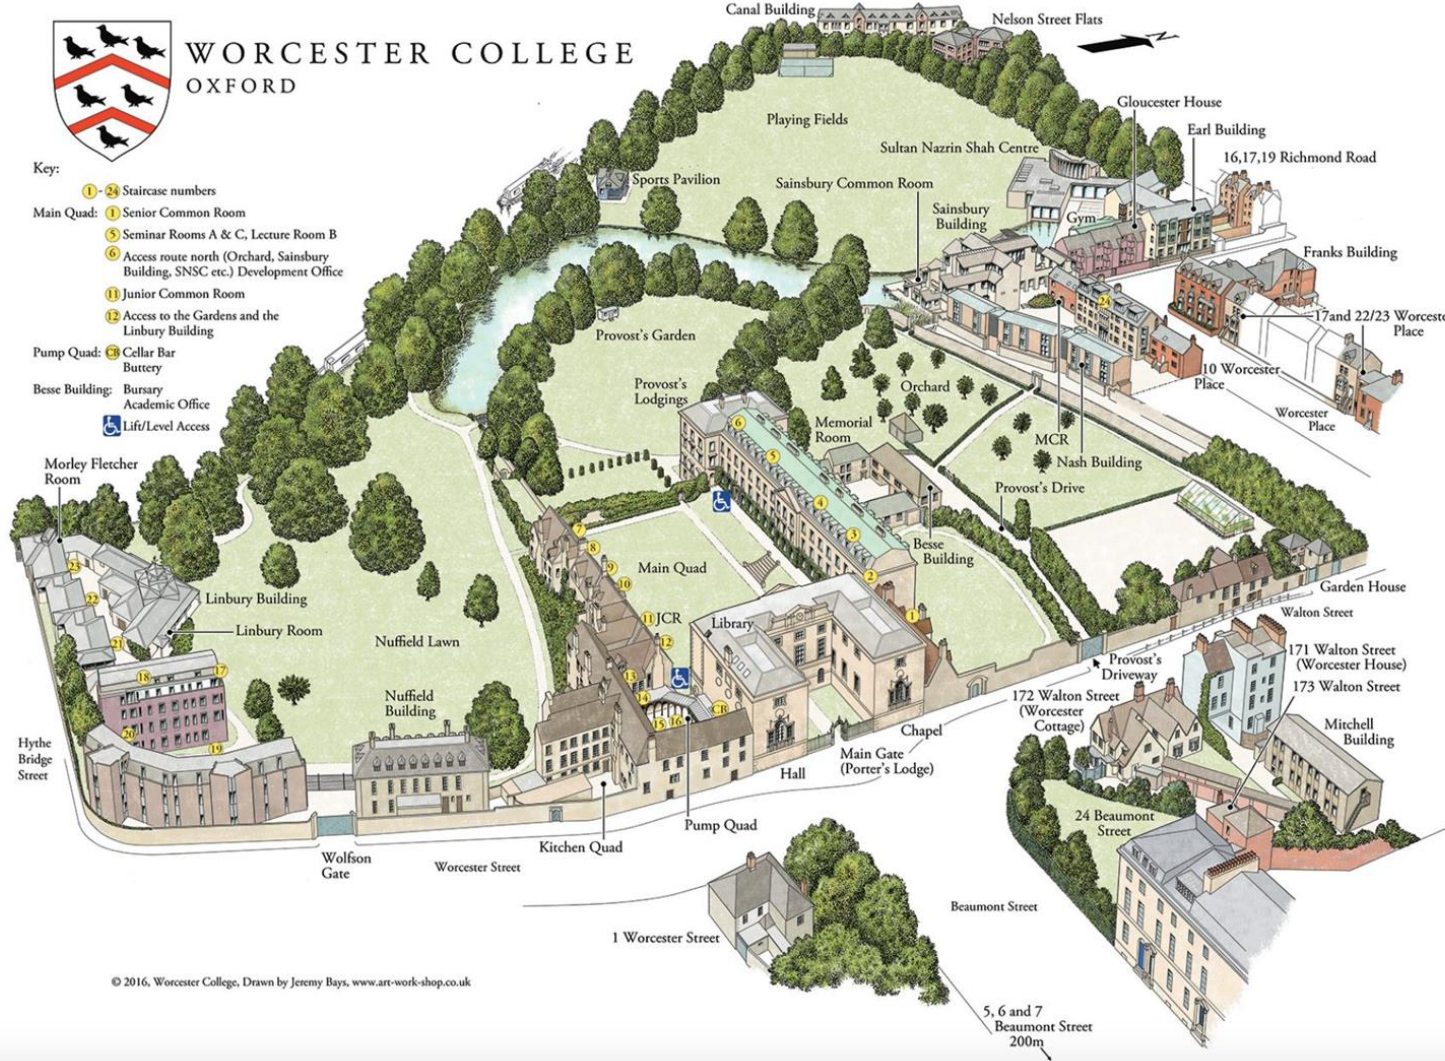 WORCESTER COLLEGE
OXFORD
Key:
1 - 24 Staircase numbers
Main Quad: 1 Senior Common Room
5 Seminar Rooms A & C, Lecture Room B
6 Access route north (Orchard, Sainsbury
Building, SNSC etc.) Development Office
11 Junior Common Room
12 Access to the Gardens and the
Linbury Building
Pump Quad: CB Cellar Bar
Buttery
Besse Building: Bursary
Academic Office
Lift/Level Access
Canal Building
Nelson Street Flats
N
Playing Fields
Gloucester House
Earl Building
Sultan Nazrin Shah Centre
16,17,19 Richmond Road
Sports Pavilion
Sainsbury Common Room
Sainsbury
Building
Gym
Franks Building
24
17and 22/23 Worceste
Place
Provost's Garden
Provost's
Lodgings
Orchard
10 Worcester
Place
Worcester
Place
MCR
Nash Building
Memorial
Room
Provost's Drive
6
5
4
3
2
1
Besse
Building
Morley Fletcher
Room
7
8
9
10
11 JCR
12
13
14
15
16
CR
Main Quad
Library
Garden House
Walton Street
23
22
21
Linbury Building
Linbury Room
Nuffield Lawn
Nuffield
Building
18
17
20
19
Provost's
Driveway
171 Walton Street
(Worcester House)
173 Walton Street
172 Walton Street
(Worcester
Cottage)
Mitchell
Building
Hythe
Bridge
Street
Chapel
Main Gate
(Porter's Lodge)
Hall
Pump Quad
Kitchen Quad
Wolfson
Gate
Worcester Street
24 Beaumont
Street
Beaumont Street
1 Worcester Street
5, 6 and 7
Beaumont Street
200m
© 2016, Worcester College, Drawn by Jeremy Bays, www.art-work-shop.co.uk